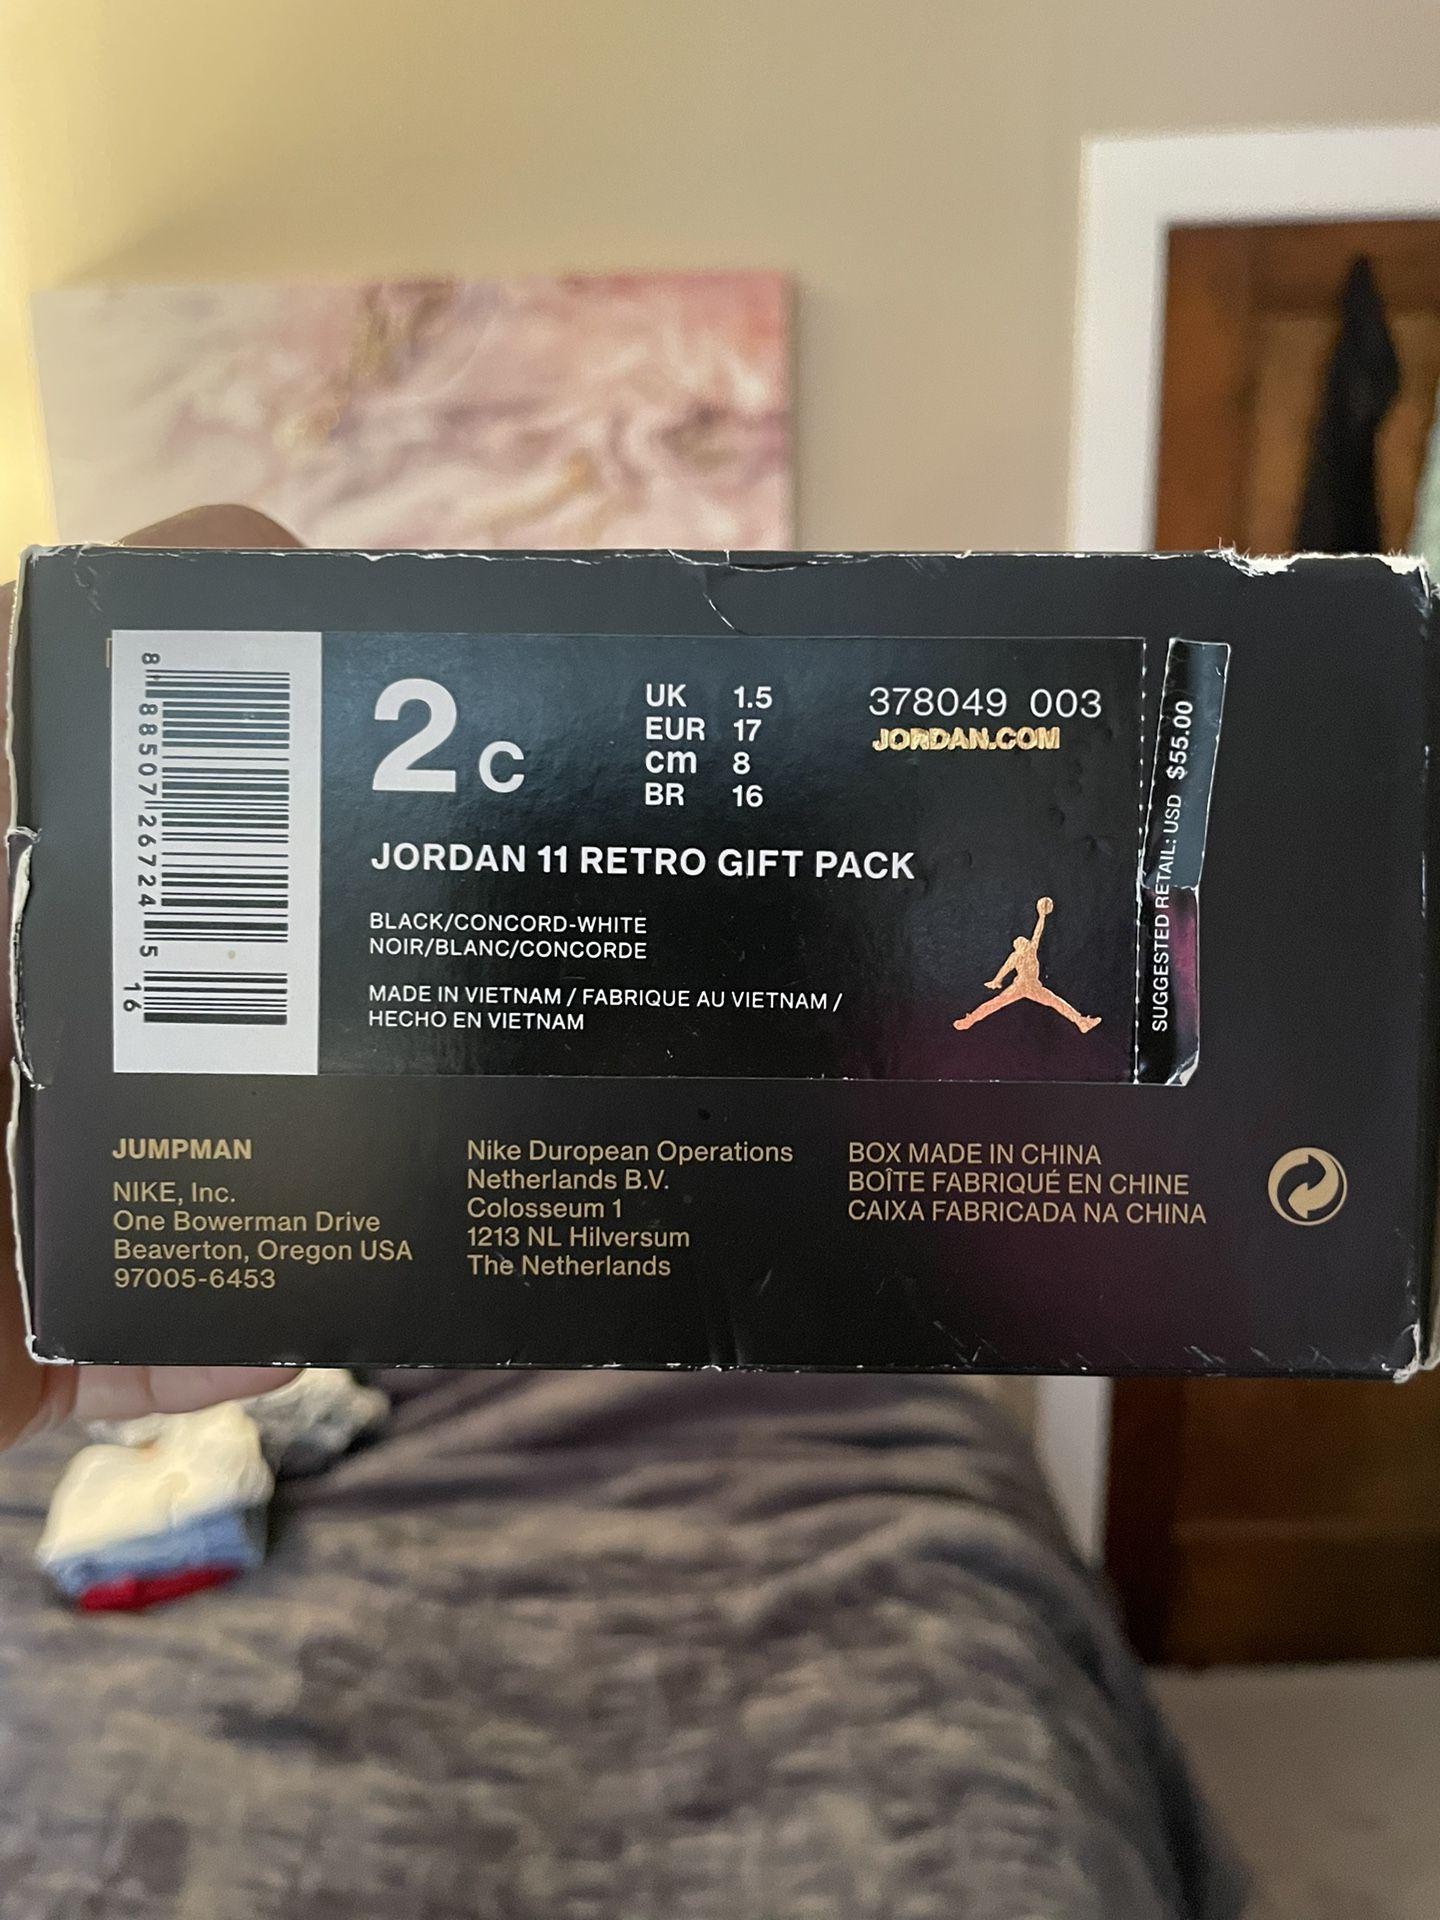 8 88507 26724 5 16
2C
UK 1.5
EUR 17
cm 8
BR 16
378049 003
JORDAN.COM
JORDAN 11 RETRO GIFT PACK
BLACK/CONCORD-WHITE
NOIR/BLANC/CONCORDE
MADE IN VIETNAM / FABRIQUE AU VIETNAM /
HECHO EN VIETNAM
SUGGESTED RETAIL: USD $55.00
JUMPMAN
NIKE, Inc.
One Bowerman Drive
Beaverton, Oregon USA
97005-6453
Nike Duropean Operations
Netherlands B.V.
Colosseum 1
1213 NL Hilversum
The Netherlands
BOX MADE IN CHINA
BOÎTE FABRIQUÉ EN CHINE
CAIXA FABRICADA NA CHINA